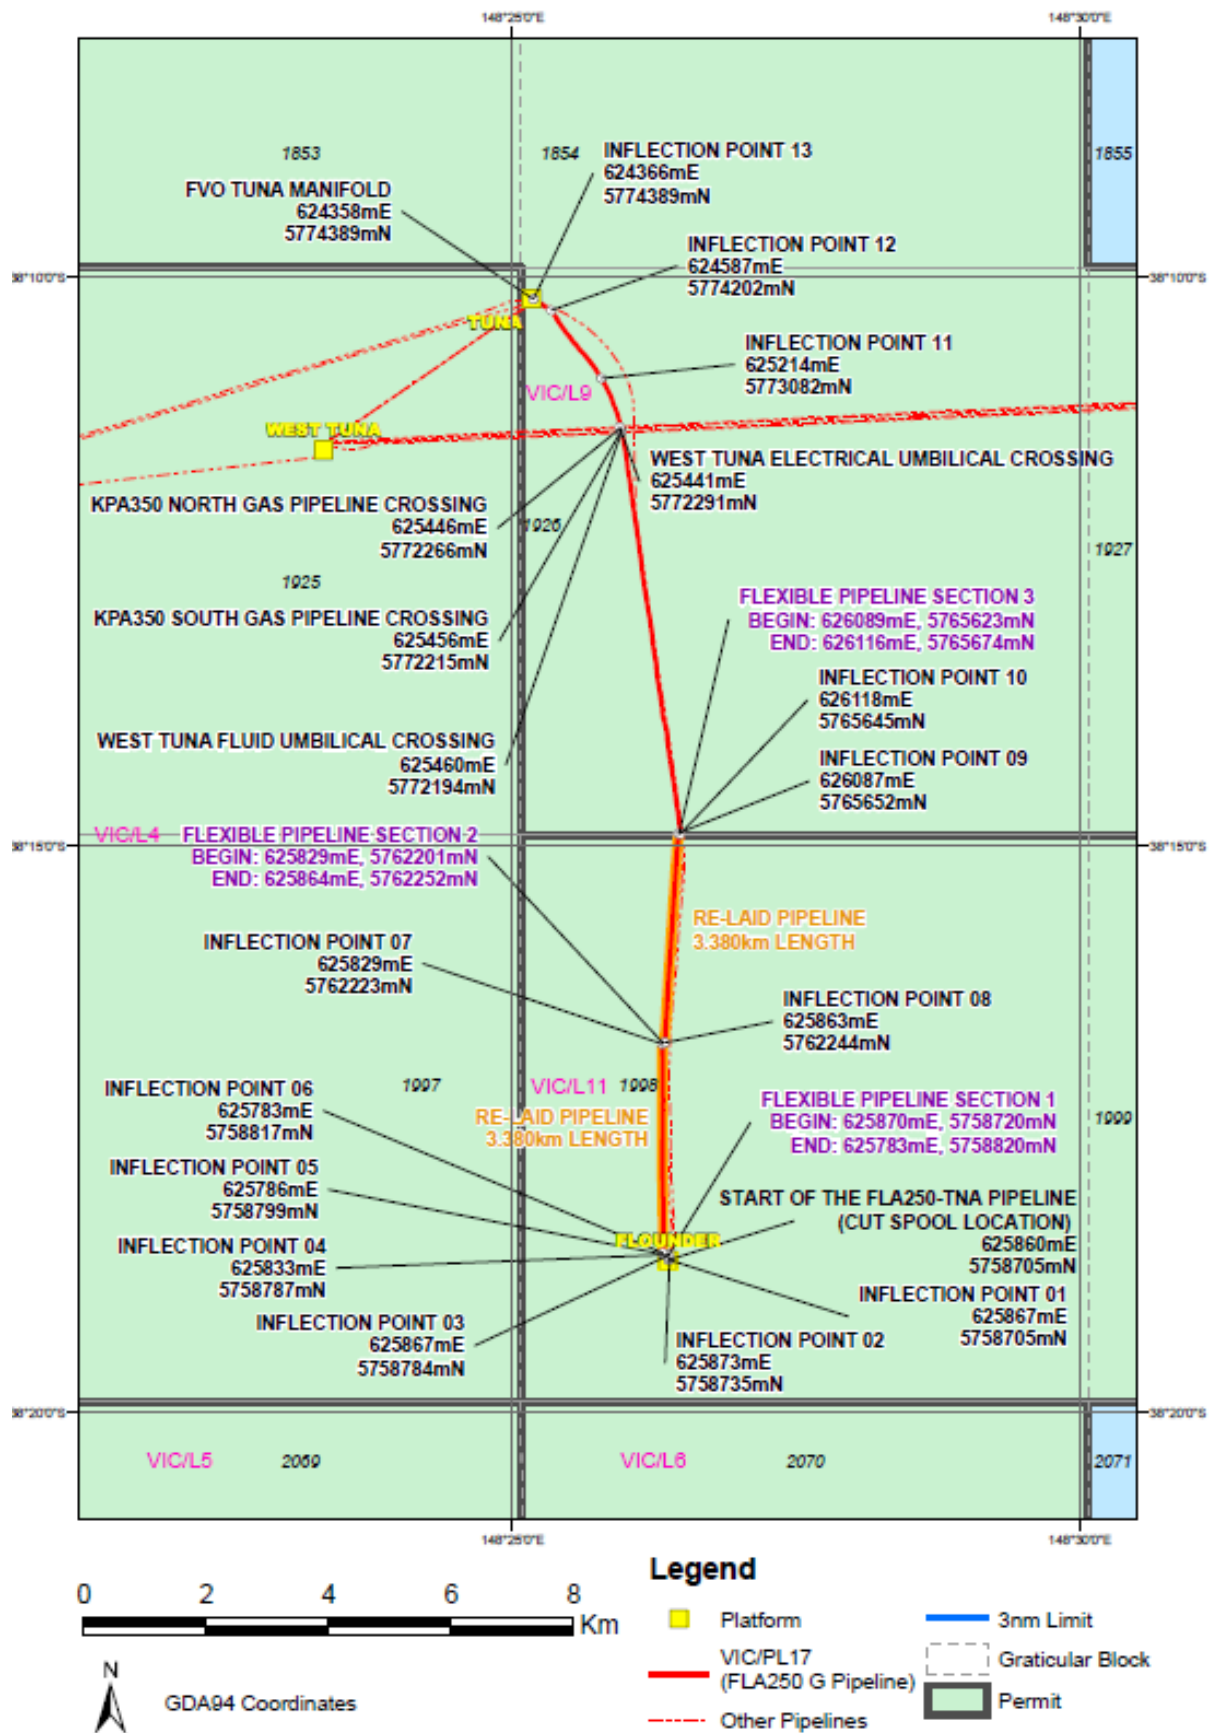 148°25'0"E
148°30'0"E
1853
1854
1855
INFLECTION POINT 13
624366mE
5774389mN
FVO TUNA MANIFOLD
624358mE
5774389mN
INFLECTION POINT 12
624587mE
5774202mN
38°10'0"S
38°10'0"S
TUNA
INFLECTION POINT 11
625214mE
5773082mN
VIC/L9
WEST TUNA
WEST TUNA ELECTRICAL UMBILICAL CROSSING
625441mE
5772291mN
KPA350 NORTH GAS PIPELINE CROSSING
625446mE
5772266mN
1926
1927
1925
FLEXIBLE PIPELINE SECTION 3
BEGIN: 626089mE, 5765623mN
END: 626116mE, 5765674mN
KPA350 SOUTH GAS PIPELINE CROSSING
625456mE
5772215mN
INFLECTION POINT 10
626118mE
5765645mN
WEST TUNA FLUID UMBILICAL CROSSING
625460mE
5772194mN
INFLECTION POINT 09
626087mE
5765652mN
VIC/L4
FLEXIBLE PIPELINE SECTION 2
BEGIN: 625829mE, 5762201mN
END: 625864mE, 5762252mN
38°15'0"S
38°15'0"S
RE-LAID PIPELINE
3.380km LENGTH
INFLECTION POINT 07
625829mE
5762223mN
INFLECTION POINT 08
625863mE
5762244mN
1997
VIC/L11
1998
1999
INFLECTION POINT 06
625783mE
5758817mN
FLEXIBLE PIPELINE SECTION 1
BEGIN: 625870mE, 5758720mN
END: 625783mE, 5758820mN
RE-LAID PIPELINE
3.380km LENGTH
INFLECTION POINT 05
625786mE
5758799mN
START OF THE FLA250-TNA PIPELINE
(CUT SPOOL LOCATION)
625860mE
5758705mN
FLOUNDER
INFLECTION POINT 04
625833mE
5758787mN
INFLECTION POINT 01
625867mE
5758705mN
INFLECTION POINT 03
625867mE
5758784mN
INFLECTION POINT 02
625873mE
5758735mN
38°20'0"S
38°20'0"S
VIC/L5
2069
VIC/L6
2070
2071
148°25'0"E
148°30'0"E
0 2 4 6 8
Km
N
GDA94 Coordinates
Legend
Platform
VIC/PL17
(FLA250 G Pipeline)
Other Pipelines
3nm Limit
Graticular Block
Permit